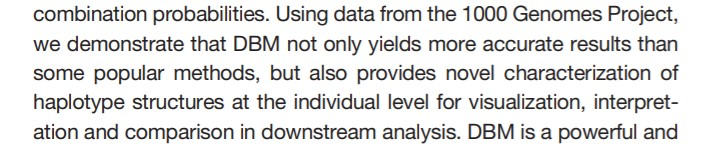 combination probabilities. Using data from the 1000 Genomes Project,
we demonstrate that DBM not only yields more accurate results than
some popular methods, but also provides novel characterization of
haplotype structures at the individual level for visualization, interpret-
ation and comparison in downstream analysis. DBM is a powerful and